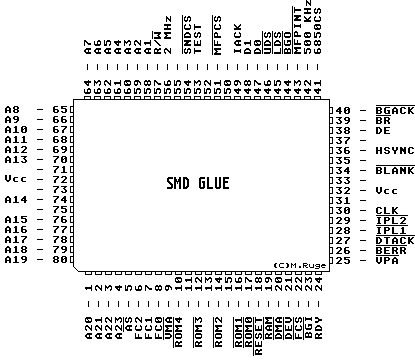 A7 - 64
A6 - 63
A5 - 62
A4 - 61
A3 - 60
A2 - 59
A1 - 58
R/W - 57
2 MHz - 56
- 55
SNDCS - 54
TEST - 53
- 52
MFPCS - 51
- 50
IACK - 49
D1 - 48
D0 - 47
UDS - 46
LDS - 45
BGO - 44
MFPINT - 43
500KHz - 42
6850CS - 41
A8 - 65
A9 - 66
A10 - 67
A11 - 68
A12 - 69
A13 - 70
- 71
Vcc - 72
- 73
A14 - 74
- 75
A15 - 76
A16 - 77
A17 - 78
A18 - 79
A19 - 80
SMD GLUE
(C)M.Ruge
40 - BGACK
39 - BR
38 - DE
37 -
36 - HSYNC
35 -
34 - BLANK
33 -
32 - Vcc
31 -
30 - CLK
29 - IPL2
28 - IPL1
27 - DTACK
26 - BERR
25 - VPA
A20 - 1
A21 - 2
A22 - 3
A23 - 4
AS - 5
FC2 - 6
FC1 - 7
FC0 - 8
VMA - 9
ROM4 - 10
- 11
ROM3 - 12
- 13
ROM2 - 14
- 15
ROM1 - 16
ROM0 - 17
RESET - 18
RAM - 19
DMA - 20
DEV - 21
FCS - 22
BGI - 23
RDY - 24